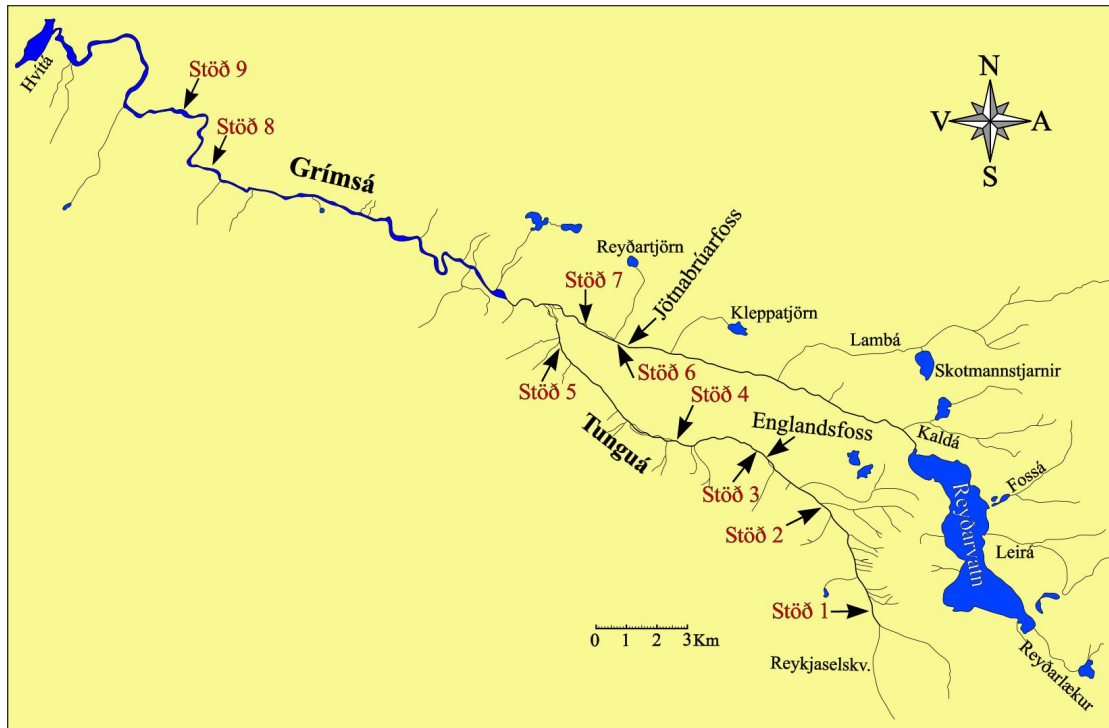 Hvítá
Stöð 9
Stöð 8
Grímsá
N
V
A
S
Reyðartjörn
Stöð 7
Jötnabrúarfoss
Kleppatjörn
Lambá
Skotmannstjarnir
Stöð 6
Stöð 5
Stöð 4
Tunguá
Englandsfoss
Kaldá
Stöð 3
Fossá
Reyðarvatn
Stöð 2
Leirá
Stöð 1
0 1 2 3 Km
Reykjaselskv.
Reyðarlækur